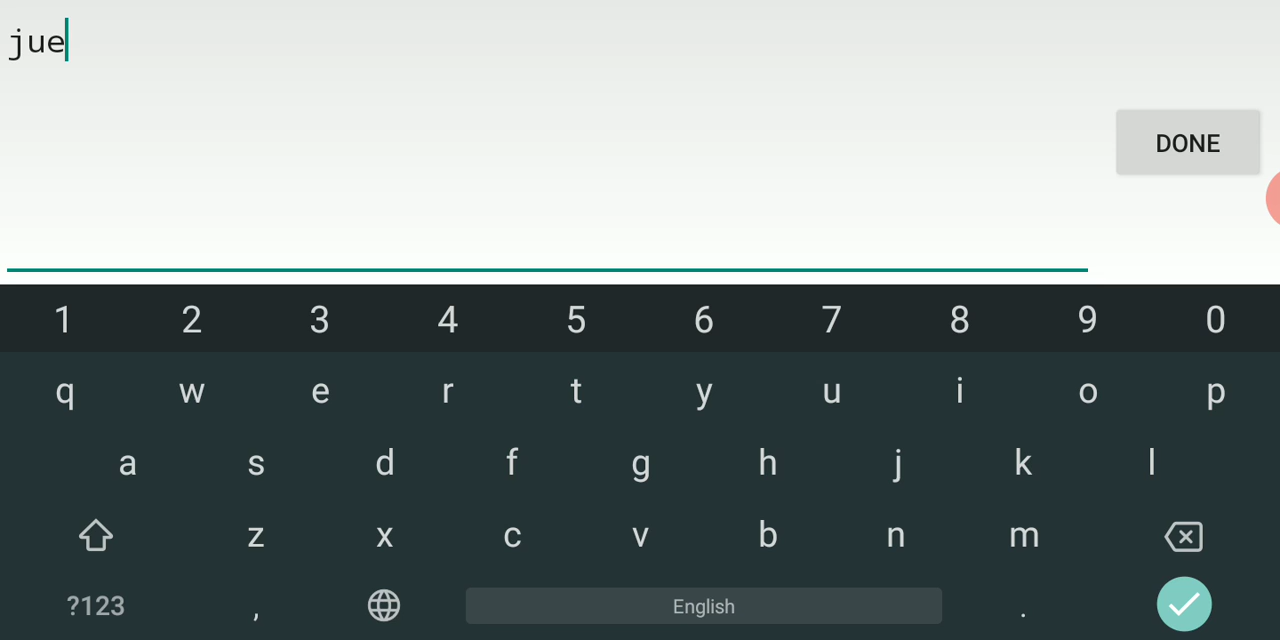 jue
DONE
1 2 3 4 5 6 7 8 9 0
q w e r t y u i o p
a s d f g h j k l
z x c v b n m
?123 , English .